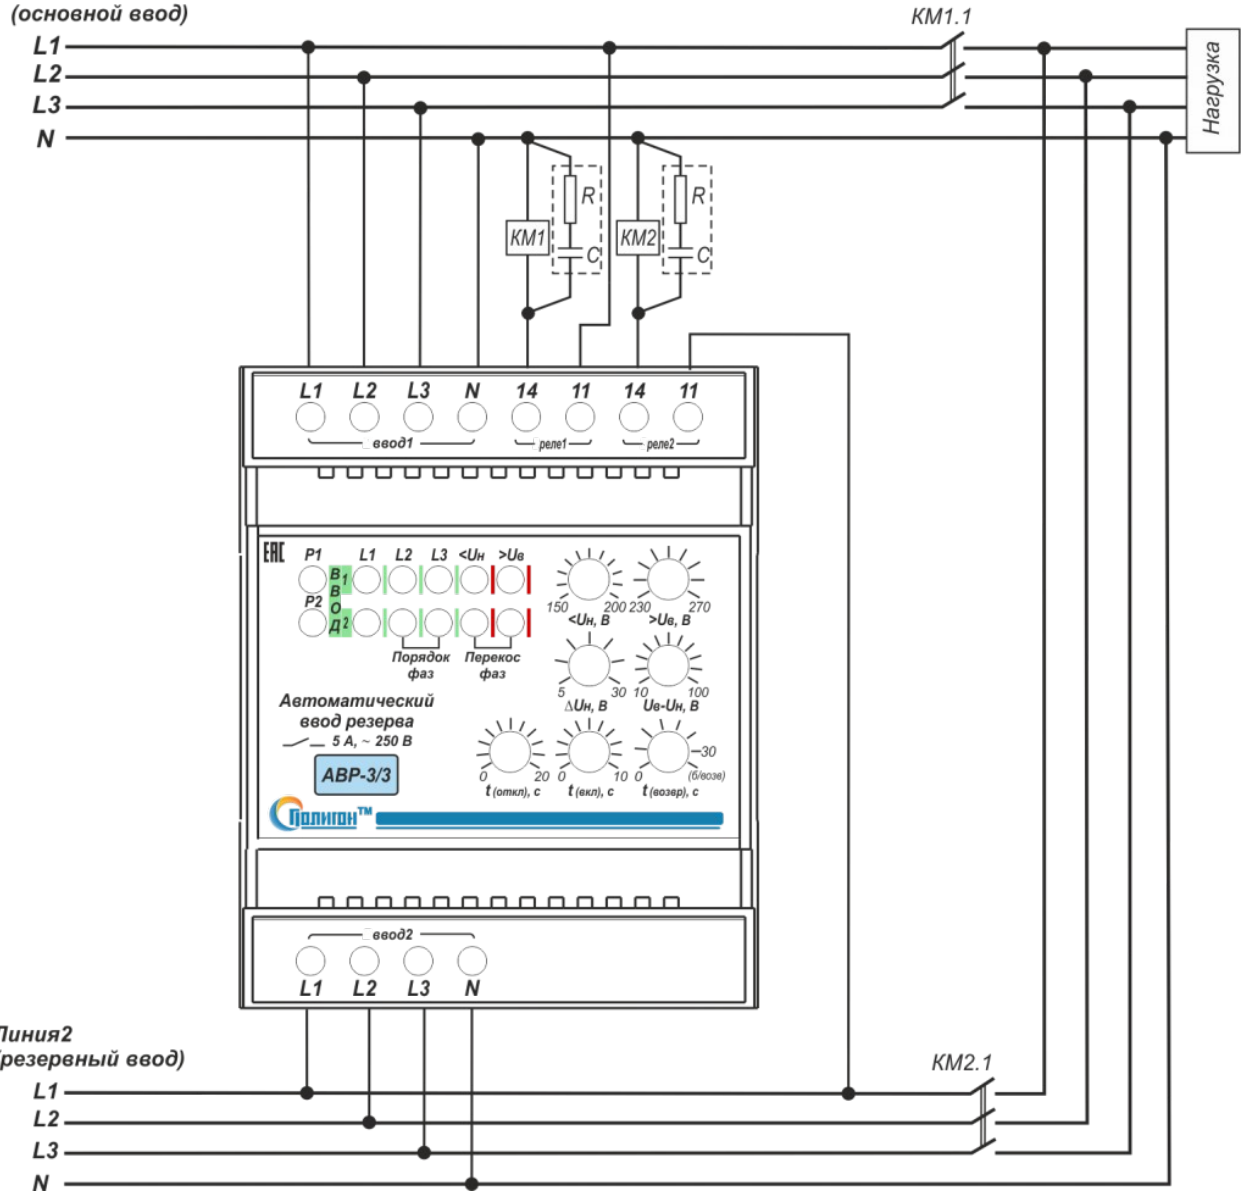 (основной ввод)
КМ1.1
L1
L2
L3
N
Нагрузка
R
R
КМ1
КМ2
C
C
L1 L2 L3 N 14 11 14 11
ввод1 реле1 реле2
EAC P1 L1 L2 L3 <Uн >Uв
ВВОД
1
P2
2
150 200 230 270
<Uн, В >Uв, В
Порядок фаз
Перекос фаз
5 30 10 100
ΔUн, В Uв-Uн, В
Автоматический
ввод резерва
5 А, ~ 250 В
АВР-3/3
30
0 20 0 10 0 (б/возв)
t (откл), с t (вкл), с t (возвр), с
Полигон™
ввод2
L1 L2 L3 N
Линия2
резервный ввод)
КМ2.1
L1
L2
L3
N